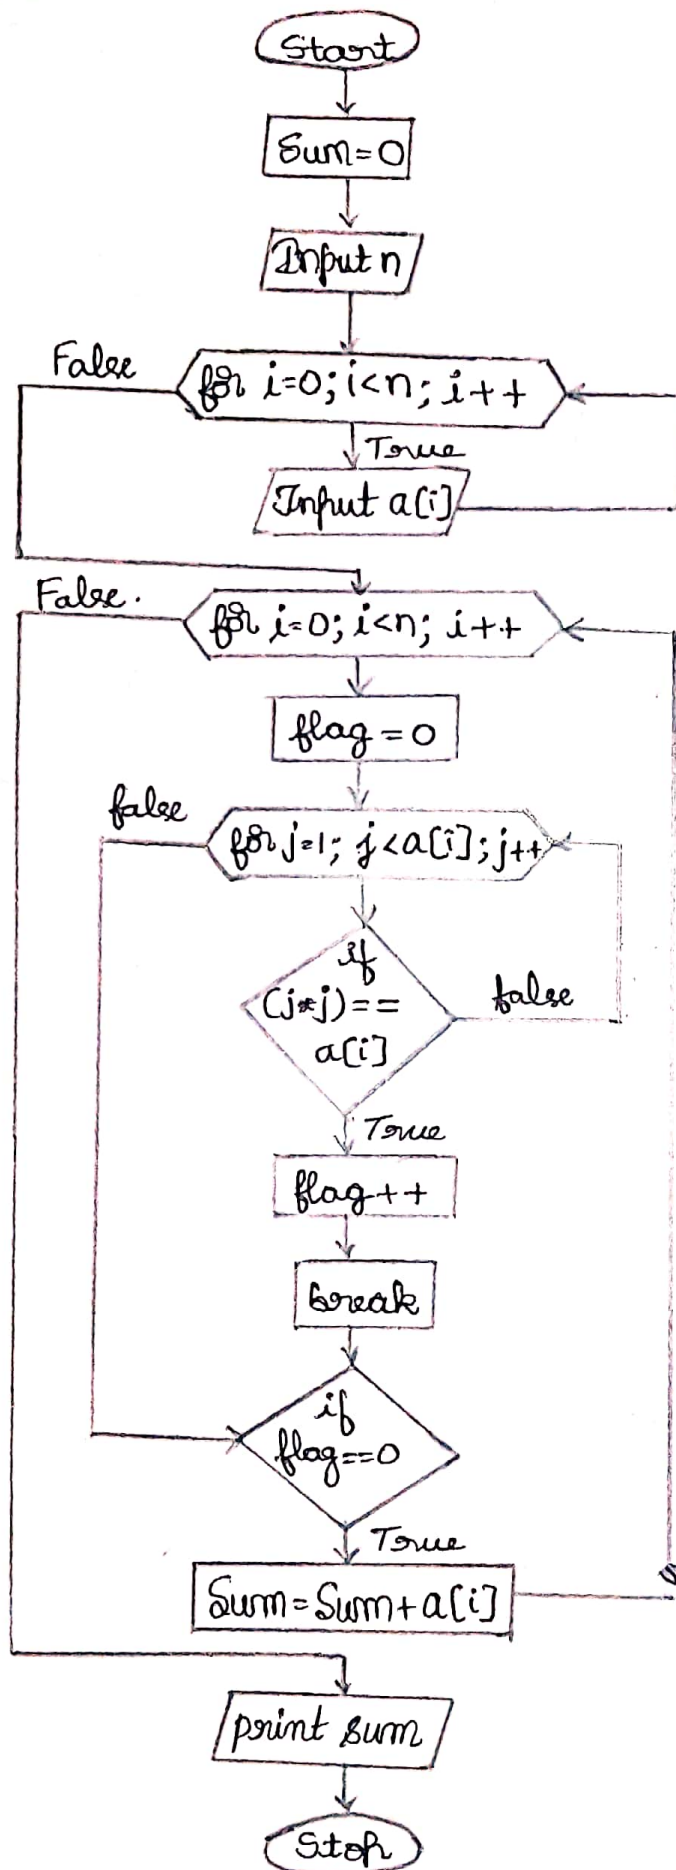 Start
Sum=0
Input n
False
for i=0; i<n; i++
True
Input a[i]
False.
for i=0; i<n; i++
flag = 0
false
for j=1; j<a[i]; j++
if
(j*j)==
a[i]
false
True
flag++
break
if
flag==0
True
Sum=Sum+a[i]
print sum
Stop